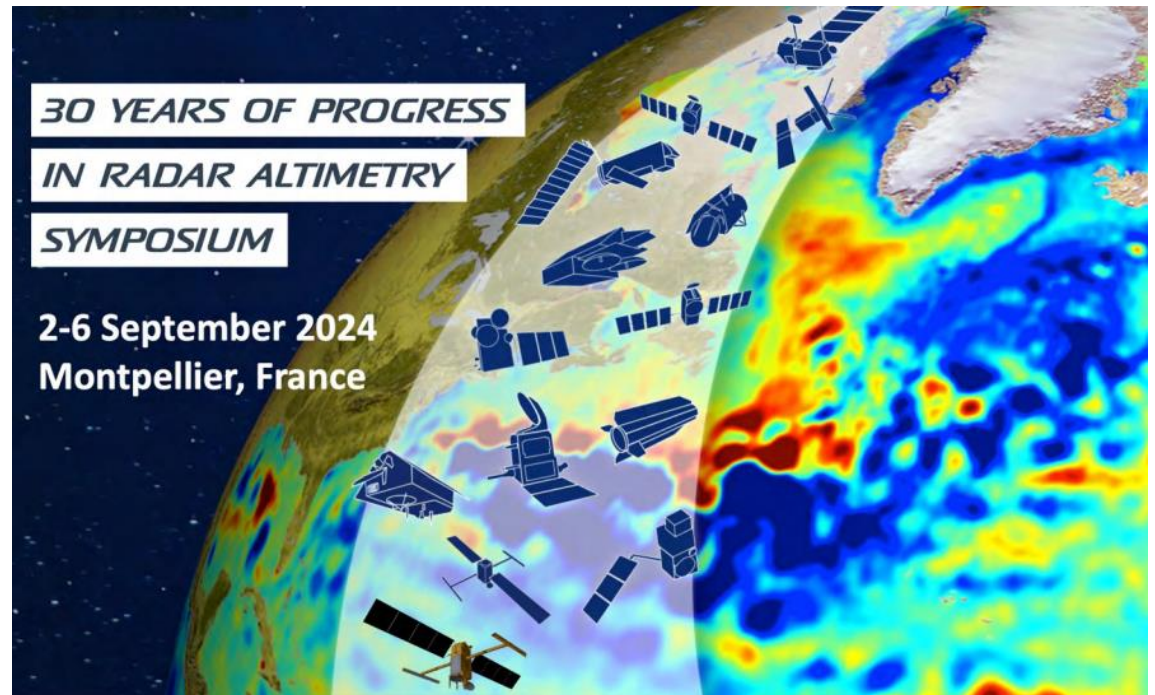 30 YEARS OF PROGRESS
IN RADAR ALTIMETRY
SYMPOSIUM
2-6 September 2024
Montpellier, France